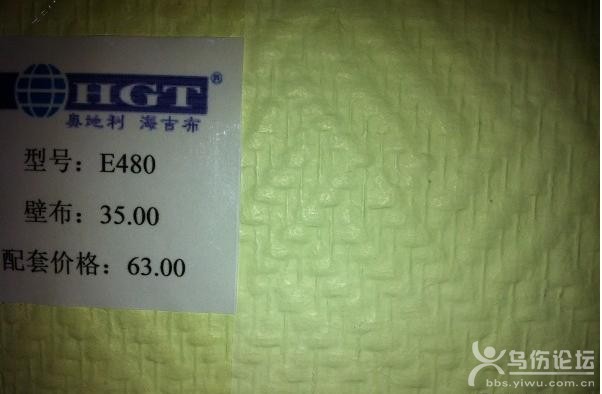 HGT®
奥地利 海吉布
型号：E480
壁布：35.00
配套价格：63.00
乌伤论坛
bbs.yiwu.com.cn